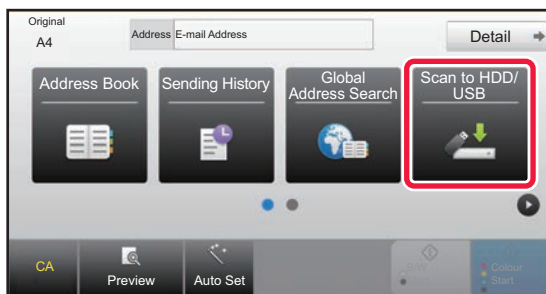 Original
A4
Address E-mail Address
Detail
Address Book
Sending History
Global
Address Search
Scan to HDD/
USB
CA
Preview
Auto Set
B/W
Start
Colour
Start